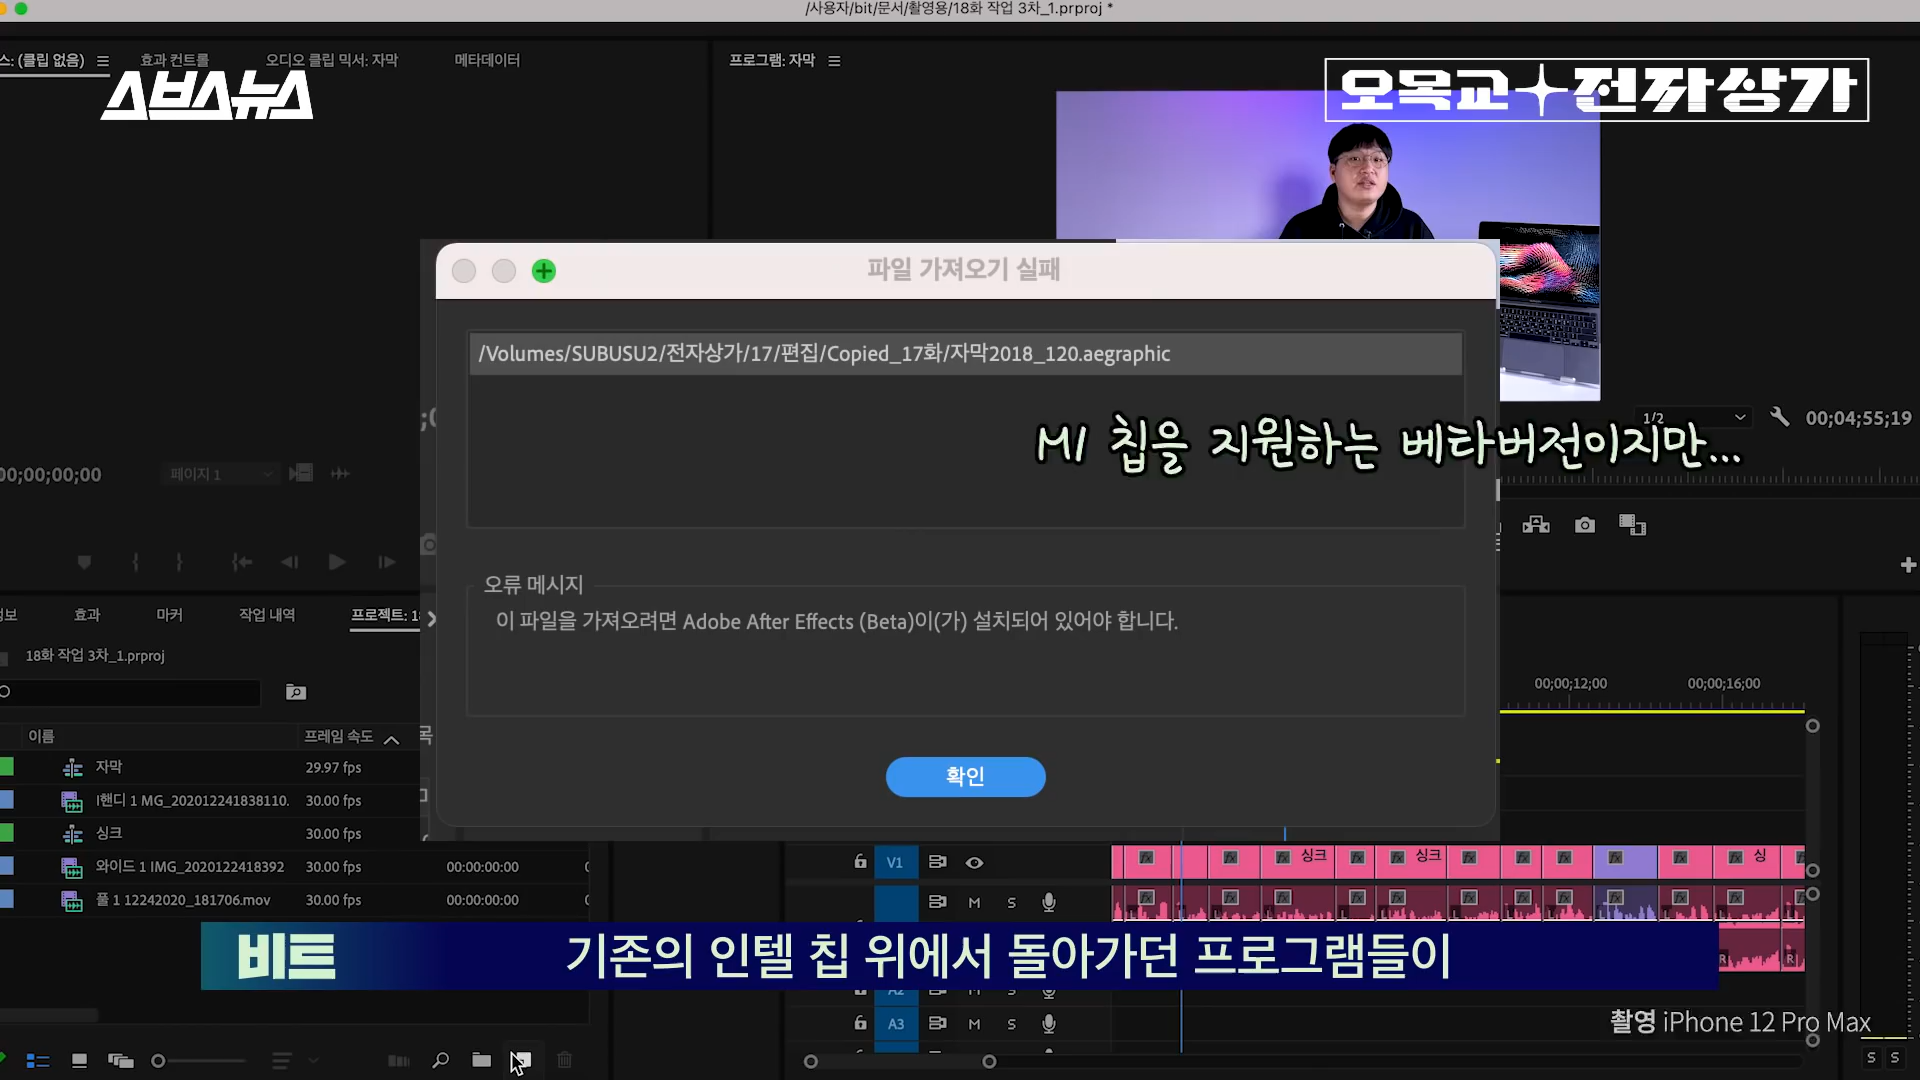 /사용자/bit/문서/촬영용/18화 작업 3차_1.prproj *
스: (클립 없음)
효과 컨트롤
오디오 클립 믹서: 자막
메타데이터
프로그램: 자막
스브스뉴스
오목교 전자상가
파일 가져오기 실패
/Volumes/SUBUSU2/전자상가/17/편집/Copied_17화/자막2018_120.aegraphic
M1 칩을 지원하는 베타버전이지만...
1/2
00;04;55;19
00;00;00;00
페이지 1
오류 메시지
이 파일을 가져오려면 Adobe After Effects (Beta)이(가) 설치되어 있어야 합니다.
확인
효과
마커
작업 내역
프로젝트: 18
18화 작업 3차_1.prproj
이름
프레임 속도
자막
29.97 fps
I핸디 1 MG_202012241838110.
30.00 fps
싱크
30.00 fps
와이드 1 IMG_2020122418392
30.00 fps
00:00:00:00
풀 1 12242020_181706.mov
30.00 fps
00:00:00:00
00;00;12;00
00;00;16;00
V1
싱크
싱크
싱
M
S
A2
M
S
A3
M
S
비트
기존의 인텔 칩 위에서 돌아가던 프로그램들이
촬영 iPhone 12 Pro Max
S
S